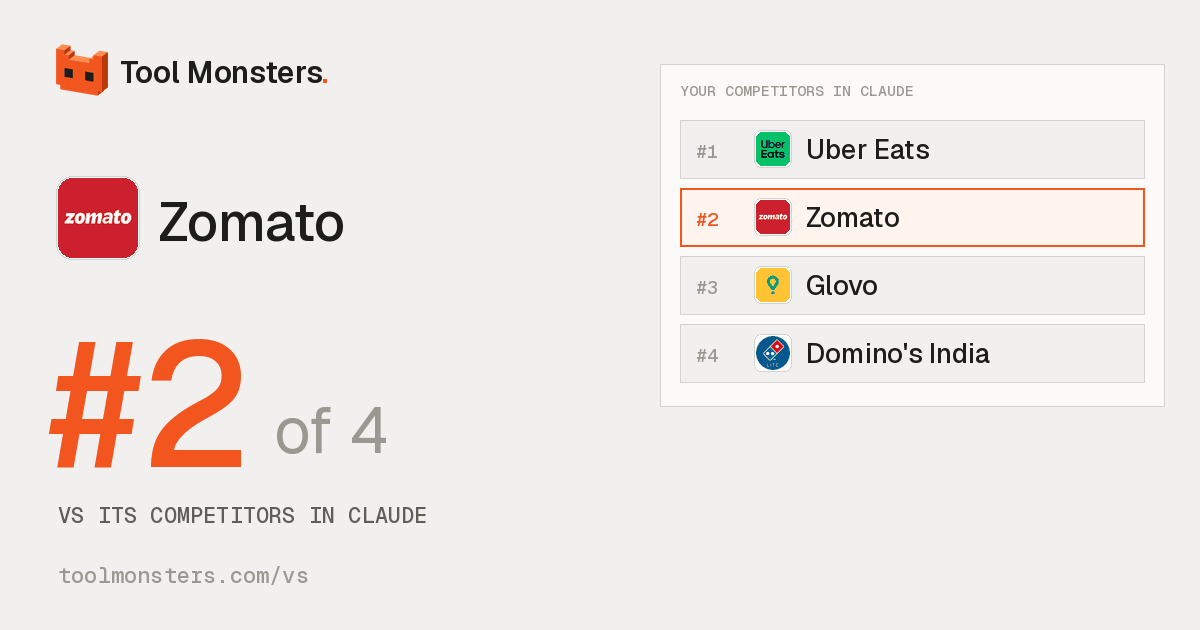 Tool Monsters.
zomato
Zomato
#2 of 4
VS ITS COMPETITORS IN CLAUDE
toolmonsters.com/vs
YOUR COMPETITORS IN CLAUDE
#1 Uber Eats Uber Eats
#2 zomato Zomato
#3 Glovo
#4 LITE Domino's India